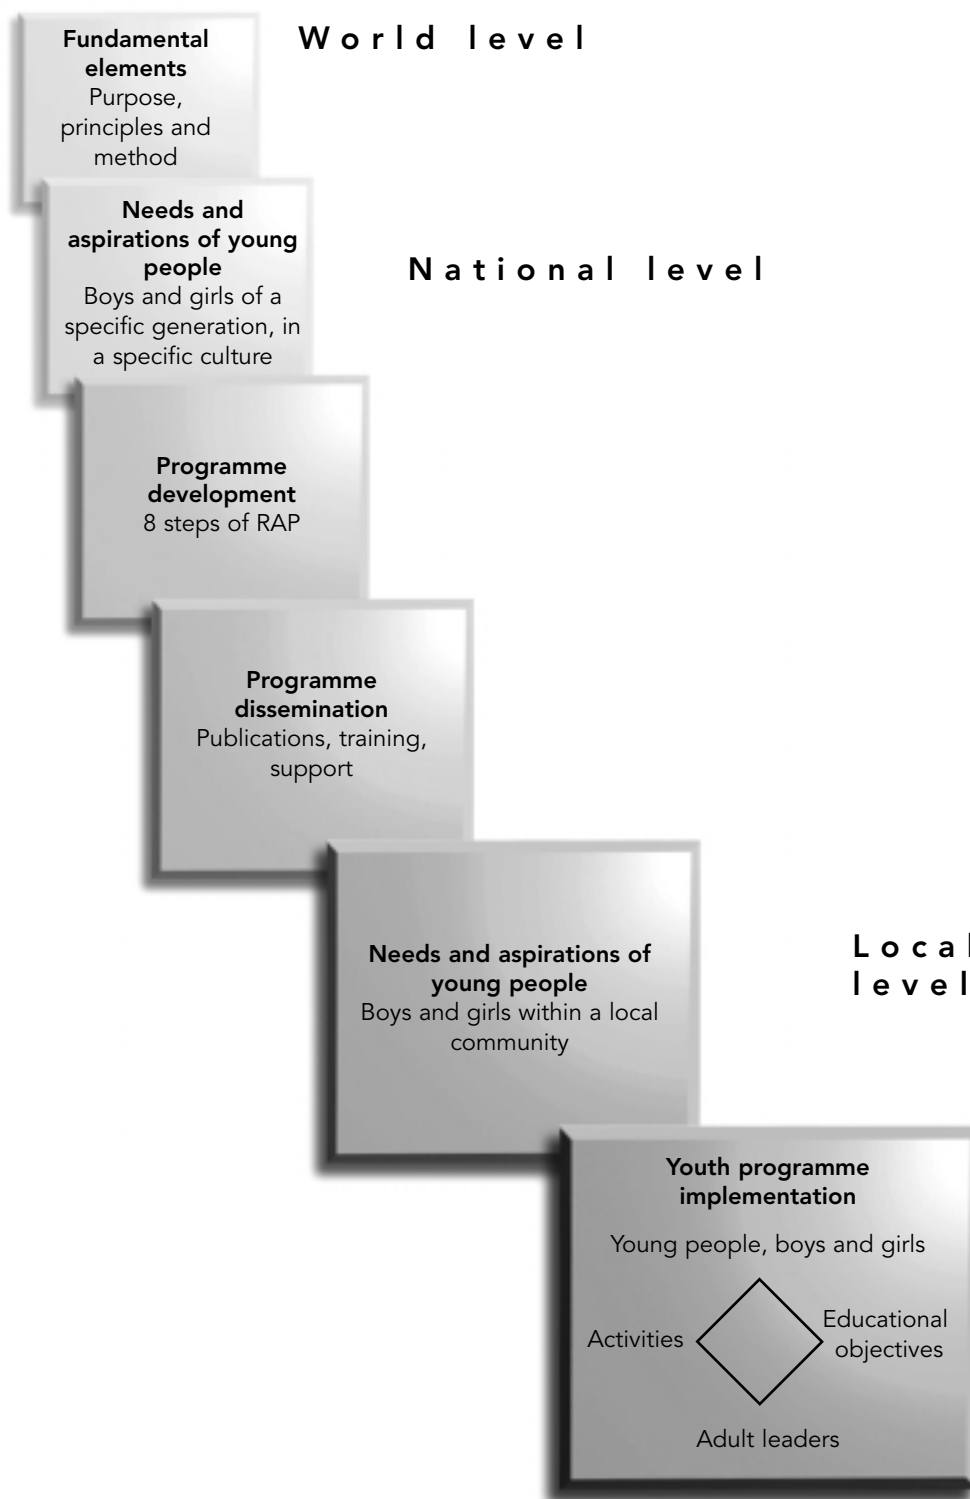 World level
Fundamental
elements
Purpose,
principles and
method
National level
Needs and
aspirations of young
people
Boys and girls of a
specific generation, in
a specific culture
Programme
development
8 steps of RAP
Programme
dissemination
Publications, training,
support
Local
level
Needs and aspirations of
young people
Boys and girls within a local
community
Youth programme
implementation
Young people, boys and girls
Activities
Educational
objectives
Adult leaders